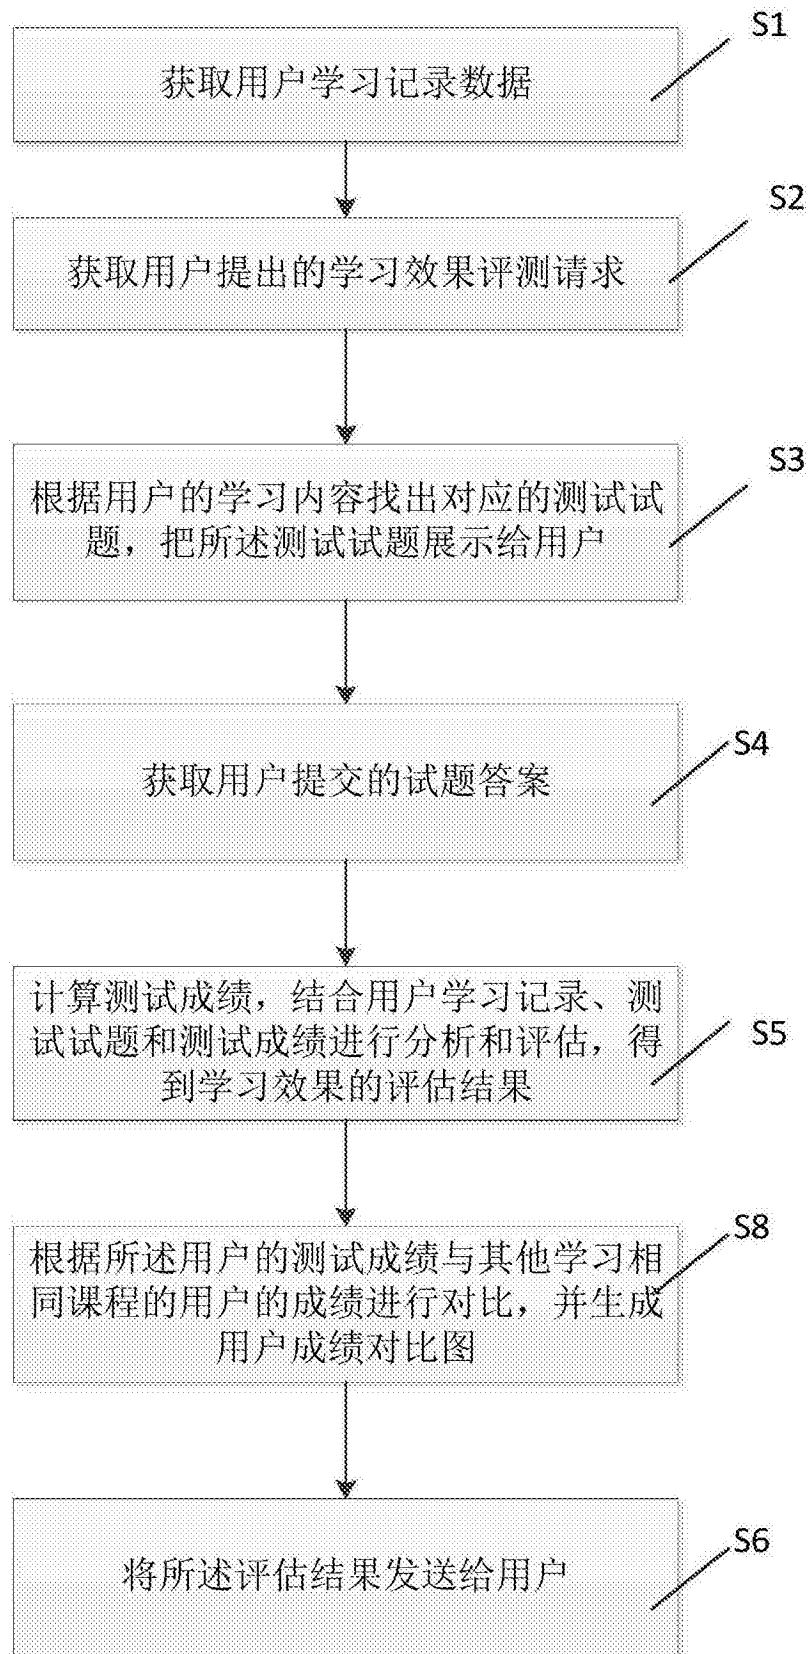 S1
获取用户学习记录数据
S2
获取用户提出的学习效果评测请求
S3
根据用户的学习内容找出对应的测试试
题，把所述测试试题展示给用户
S4
获取用户提交的试题答案
计算测试成绩，结合用户学习记录、测
试试题和测试成绩进行分析和评估，得
到学习效果的评估结果
S5
S8
根据所述用户的测试成绩与其他学习相
同课程的用户的成绩进行对比，并生成
用户成绩对比图
S6
将所述评估结果发送给用户